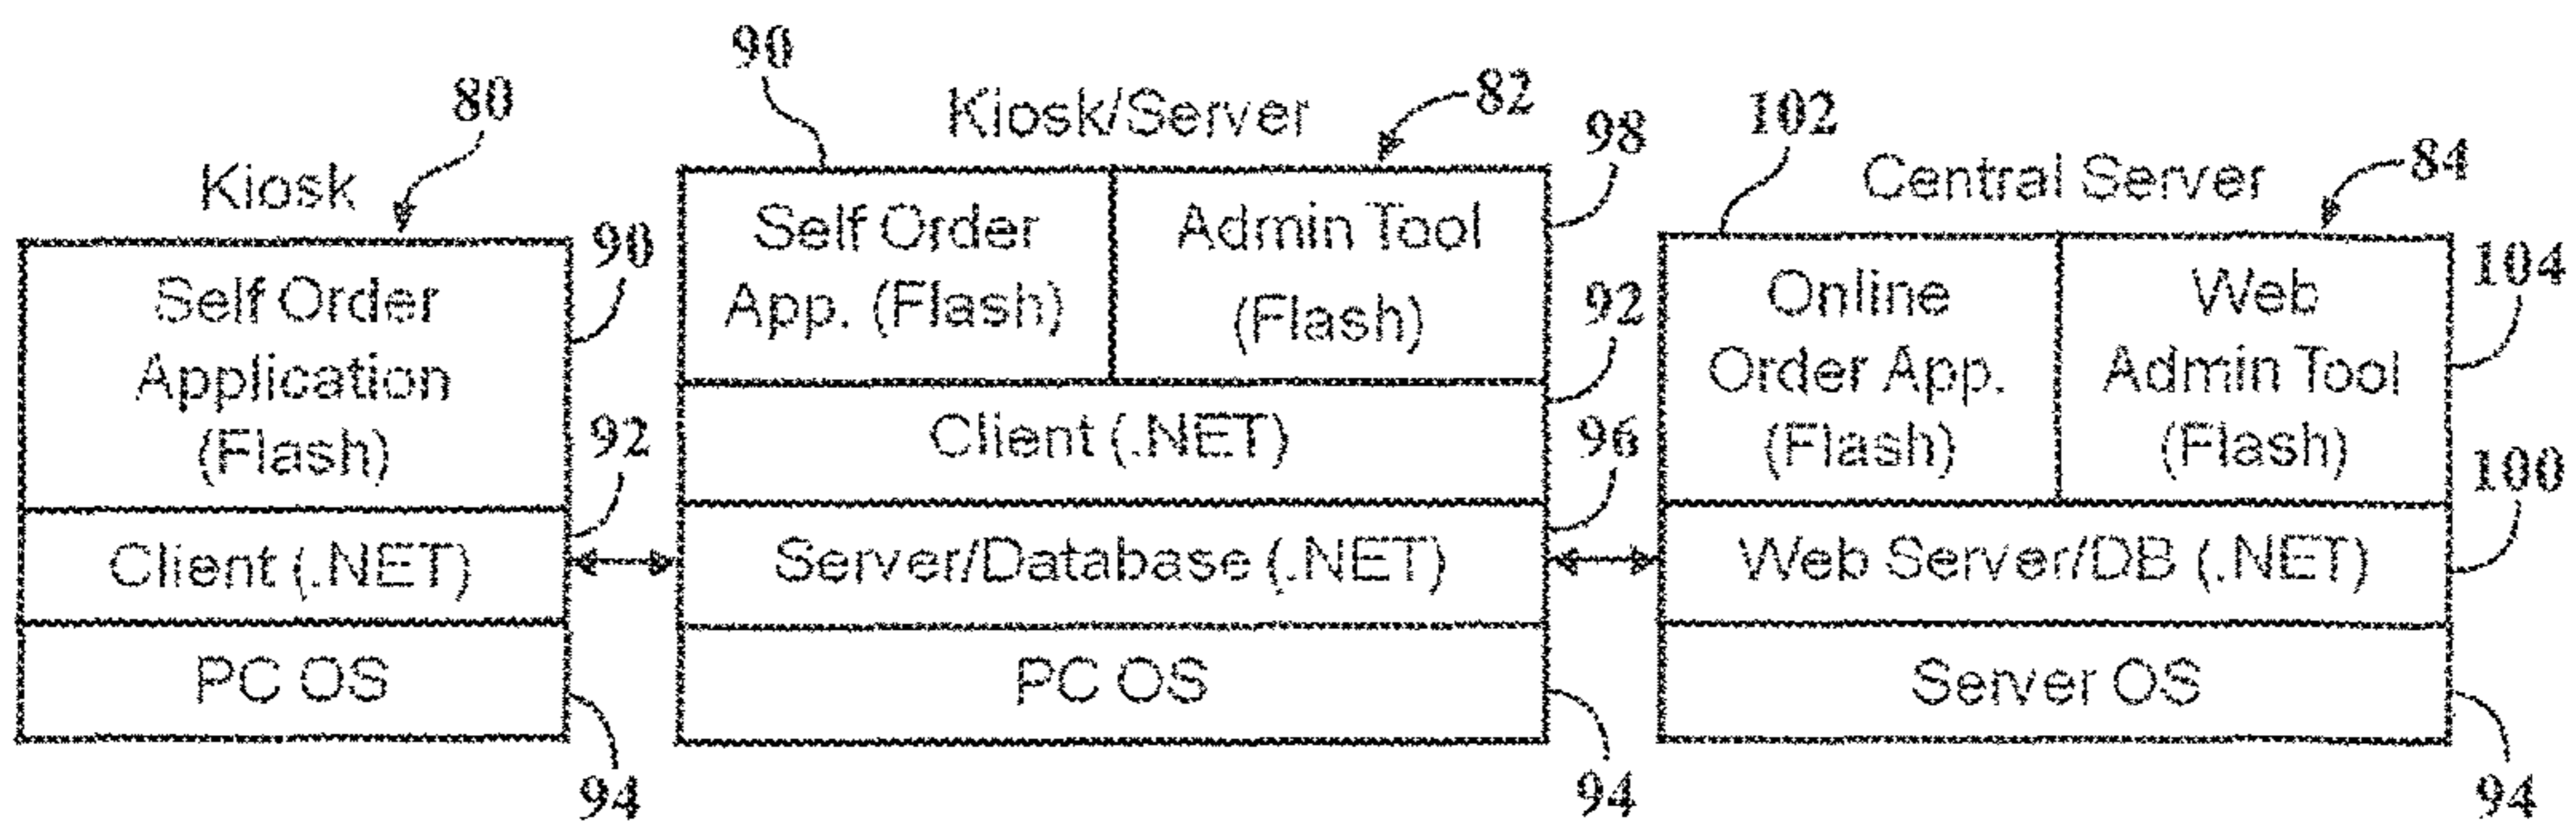 80
Kiosk
90
Self Order
Application
(Flash)
92
Client (.NET)
PC OS
94
90
Kiosk/Server
82
98
Self Order
App. (Flash)
Admin Tool
(Flash)
92
Client (.NET)
96
Server/Database (.NET)
PC OS
94
102
Central Server
84
104
Online
Order App.
(Flash)
Web
Admin Tool
(Flash)
100
Web Server/DB (.NET)
Server OS
94